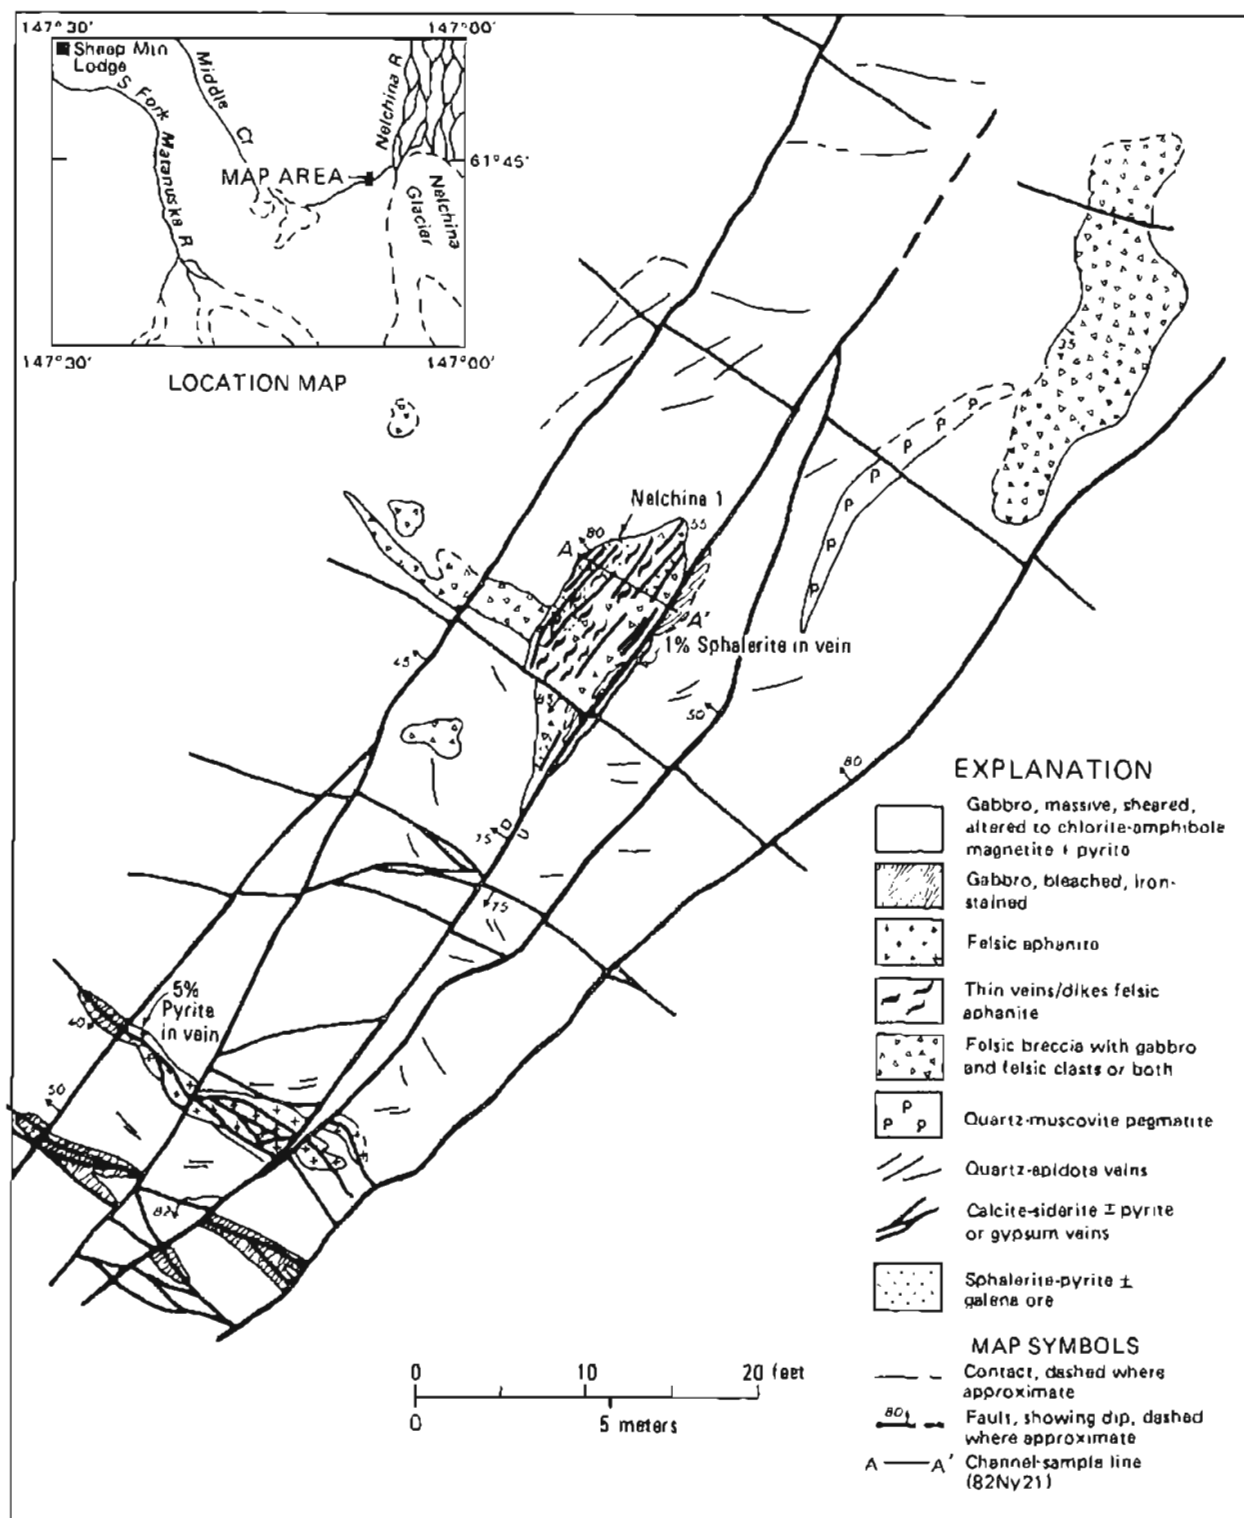 147°30'
147°00'
Sheep Mtn
Lodge
S Fork Matanuska R
Middle Cr
Nelchina R
61°45'
MAP AREA
Nelchina
Glacier
147°30'
147°00'
LOCATION MAP
35
P
P
P
P
P
P
Nelchina 1
80
55
A
A'
1% Sphalerite in vein
45
85
50
80
D
U
75
75
5%
Pyrite
in vein
60
50
82
EXPLANATION
Gabbro, massive, sheared,
altered to chlorite-amphibole
magnetite + pyrite
Gabbro, bleached, iron-
stained
Felsic aphanite
Thin veins/dikes felsic
aphanite
Felsic breccia with gabbro
and felsic clasts or both
P
P P
Quartz-muscovite pegmatite
Quartz-epidote veins
Calcite-siderite ± pyrite
or gypsum veins
Sphalerite-pyrite ±
galena ore
MAP SYMBOLS
Contact, dashed where
approximate
80
Fault, showing dip, dashed
where approximate
A A' Channel-sample line
(82Ny21)
0 10 20 feet
0 5 meters